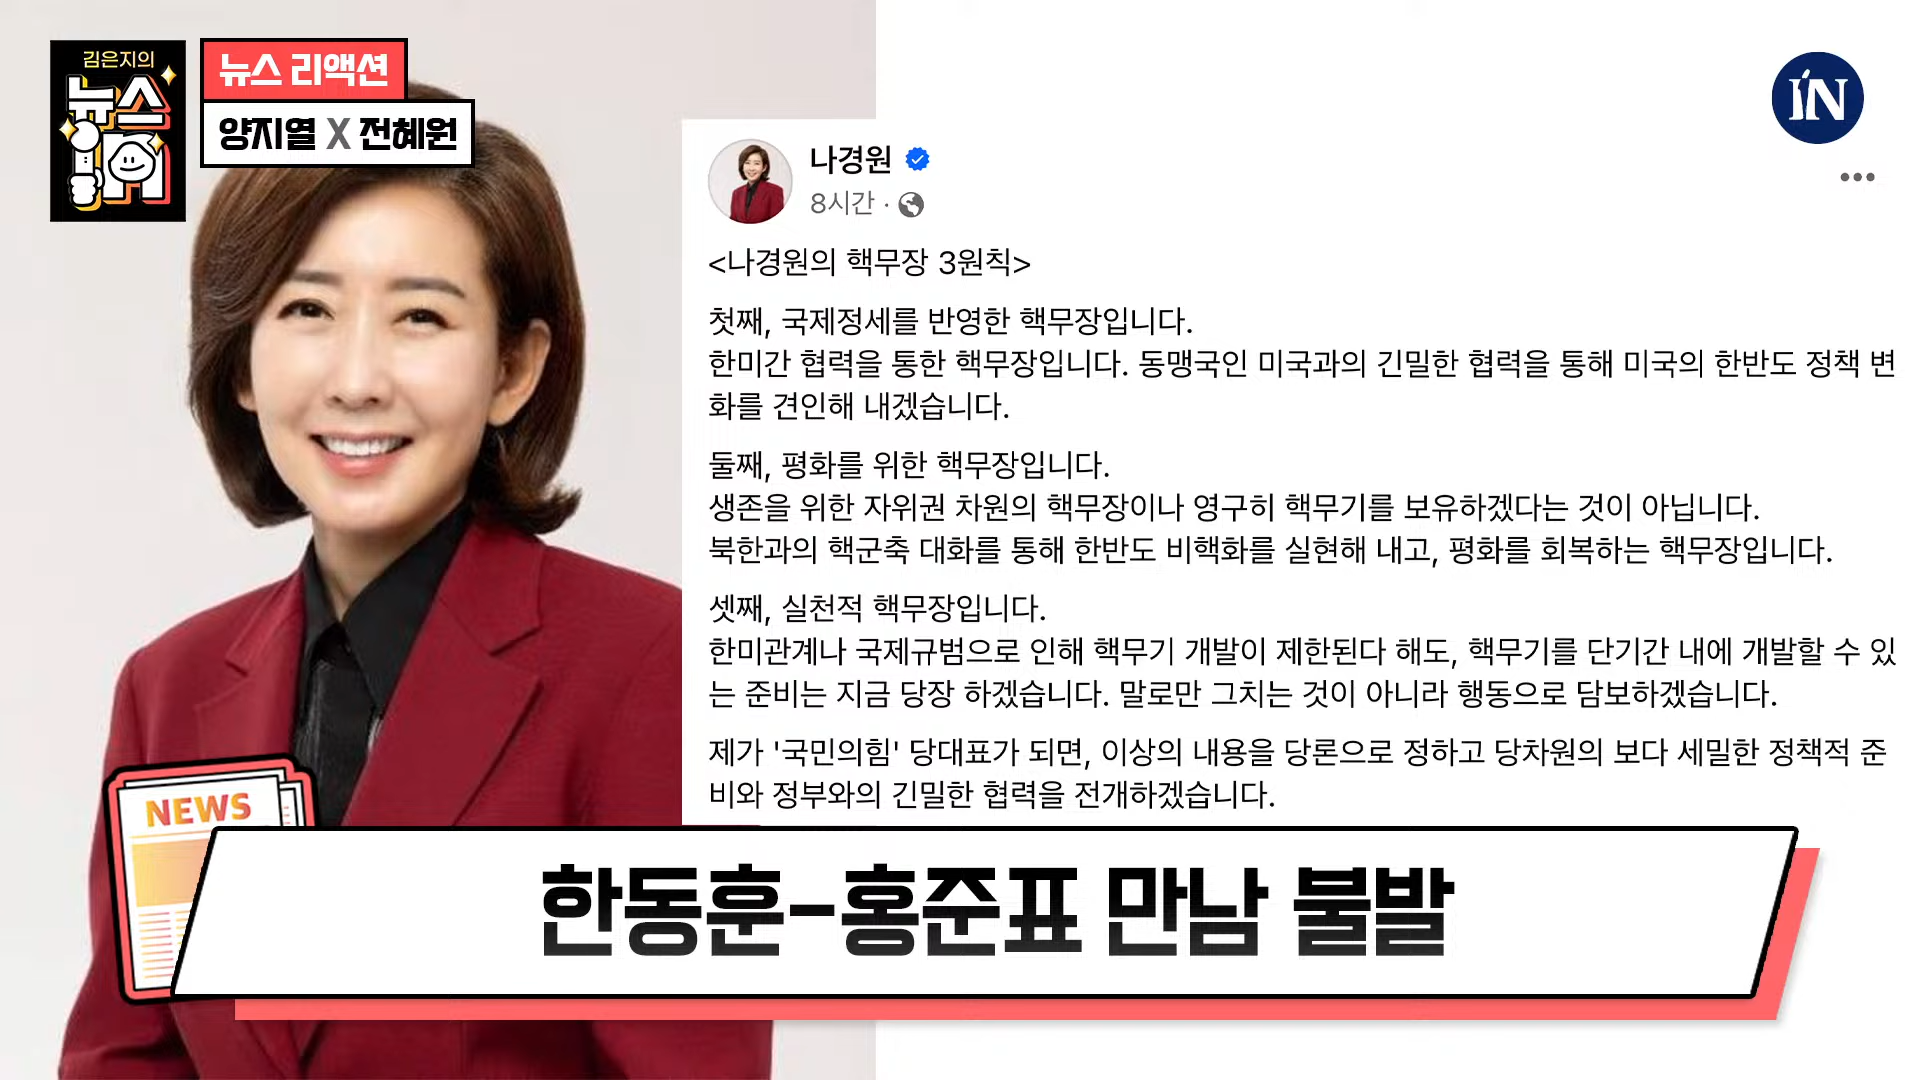 김은지의
뉴스
IN
뉴스 리액션
양지열 X 전혜원
IN
나경원
8시간 ·
<나경원의 핵무장 3원칙>
첫째, 국제정세를 반영한 핵무장입니다.
한미간 협력을 통한 핵무장입니다. 동맹국인 미국과의 긴밀한 협력을 통해 미국의 한반도 정책 변
화를 견인해 내겠습니다.
둘째, 평화를 위한 핵무장입니다.
생존을 위한 자위권 차원의 핵무장이나 영구히 핵무기를 보유하겠다는 것이 아닙니다.
북한과의 핵군축 대화를 통해 한반도 비핵화를 실현해 내고, 평화를 회복하는 핵무장입니다.
셋째, 실천적 핵무장입니다.
한미관계나 국제규범으로 인해 핵무기 개발이 제한된다 해도, 핵무기를 단기간 내에 개발할 수 있
는 준비는 지금 당장 하겠습니다. 말로만 그치는 것이 아니라 행동으로 담보하겠습니다.
제가 '국민의힘' 당대표가 되면, 이상의 내용을 당론으로 정하고 당차원의 보다 세밀한 정책적 준
비와 정부와의 긴밀한 협력을 전개하겠습니다.
NEWS
한동훈-홍준표 만남 불발